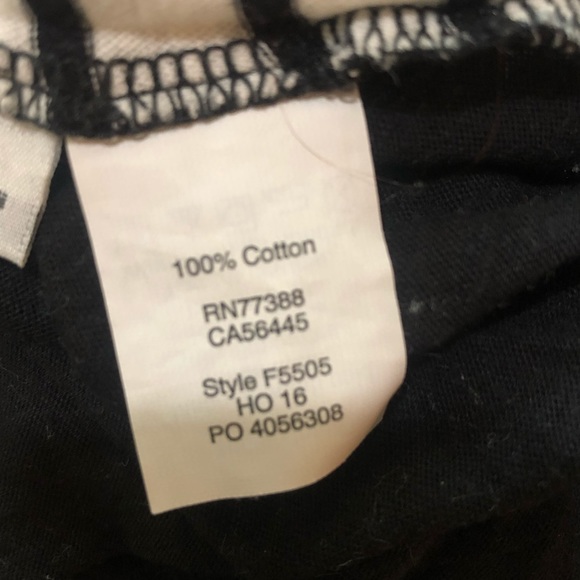 100% Cotton
RN77388
CA56445
Style F5505
HO 16
PO 4056308